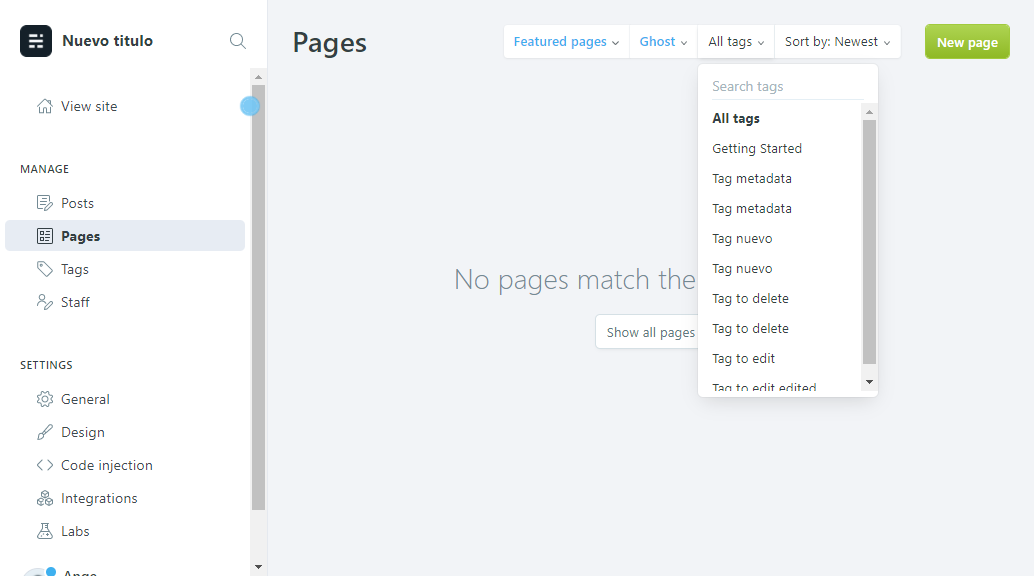 Nuevo titulo
View site
MANAGE
Posts
Pages
Tags
Staff
SETTINGS
General
Design
Code injection
Integrations
Labs
Ange
Pages
Featured pages
Ghost
All tags
Sort by: Newest
New page
Search tags
All tags
Getting Started
Tag metadata
Tag metadata
Tag nuevo
Tag nuevo
Tag to delete
Tag to delete
Tag to edit
Tag to edit edited
No pages match the
Show all pages